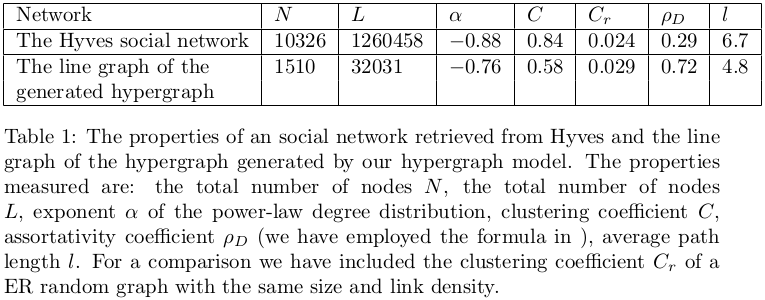 Network N L α C C_r ρ_D l
The Hyves social network 10326 1260458 −0.88 0.84 0.024 0.29 6.7
The line graph of the 1510 32031 −0.76 0.58 0.029 0.72 4.8
generated hypergraph
Table 1: The properties of an social network retrieved from Hyves and the line
graph of the hypergraph generated by our hypergraph model. The properties
measured are: the total number of nodes N, the total number of nodes
L, exponent α of the power-law degree distribution, clustering coefficient C,
assortativity coefficient ρ_D (we have employed the formula in ), average path
length l. For a comparison we have included the clustering coefficient C_r of a
ER random graph with the same size and link density.